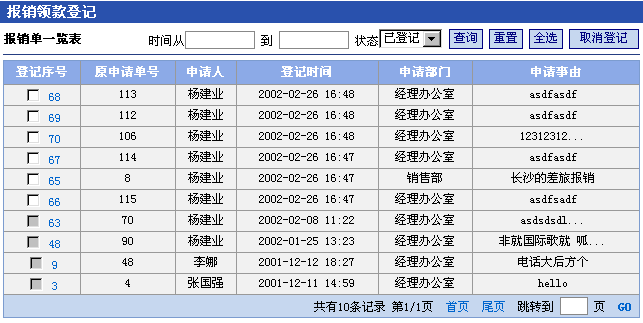 报销领款登记
报销单一览表 时间从 到 状态 已登记 查询 重置 全选 取消登记
登记序号 原申请单号 申请人 登记时间 申请部门 申请事由
68 113 杨建业 2002-02-26 16:48 经理办公室 asdfasdf
69 112 杨建业 2002-02-26 16:48 经理办公室 asdfasdf
70 106 杨建业 2002-02-26 16:48 经理办公室 12312312...
67 114 杨建业 2002-02-26 16:47 经理办公室 asdfasdf
65 8 杨建业 2002-02-26 16:47 销售部 长沙的差旅报销
66 115 杨建业 2002-02-26 16:47 经理办公室 asdfsadf
63 70 杨建业 2002-02-08 11:22 经理办公室 asdsdsdl...
48 90 杨建业 2002-01-25 13:23 经理办公室 非就国际歌就 呱...
9 48 李娜 2001-12-12 18:27 经理办公室 电话大后方个
3 4 张国强 2001-12-11 14:59 经理办公室 hello
共有10条记录 第1/1页 首页 尾页 跳转到 页 GO